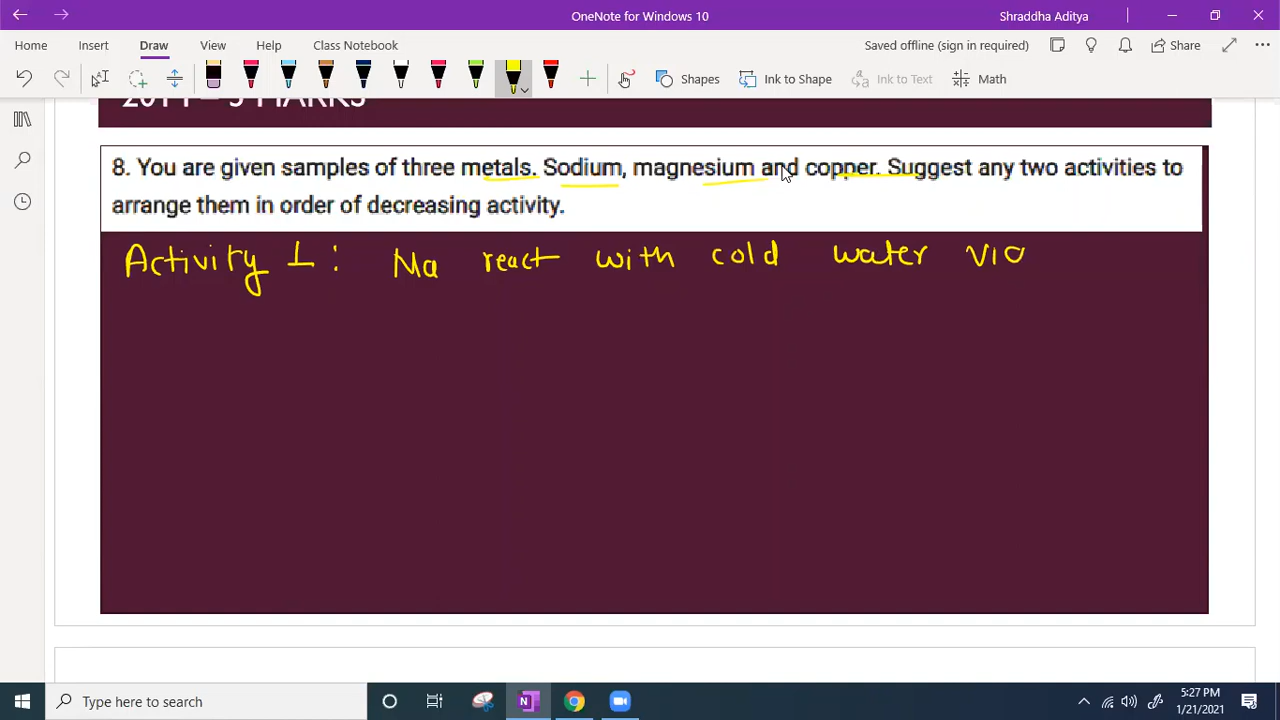 OneNote for Windows 10
Shraddha Aditya
Home Insert Draw View Help Class Notebook
Saved offline (sign in required)
Share
Shapes
Ink to Shape
Ink to Text
Math
8. You are given samples of three metals. Sodium, magnesium and copper. Suggest any two activities to
arrange them in order of decreasing activity.
Activity 1 : Na react with cold water vio
Type here to search
5:27 PM
1/21/2021